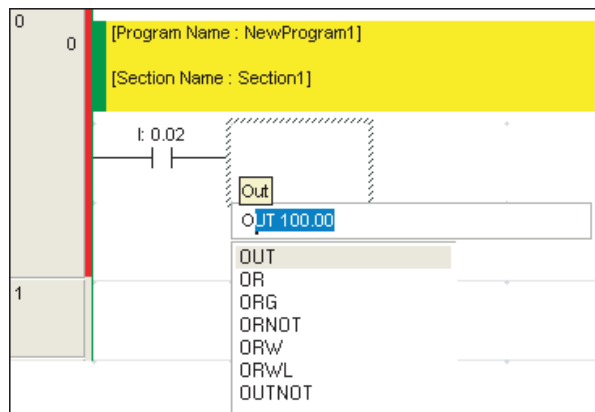 0
0
[Program Name : NewProgram1]
[Section Name : Section1]
I: 0.02
Out
OUT 100.00
OUT
OR
ORG
ORNOT
ORW
ORWL
OUTNOT
1